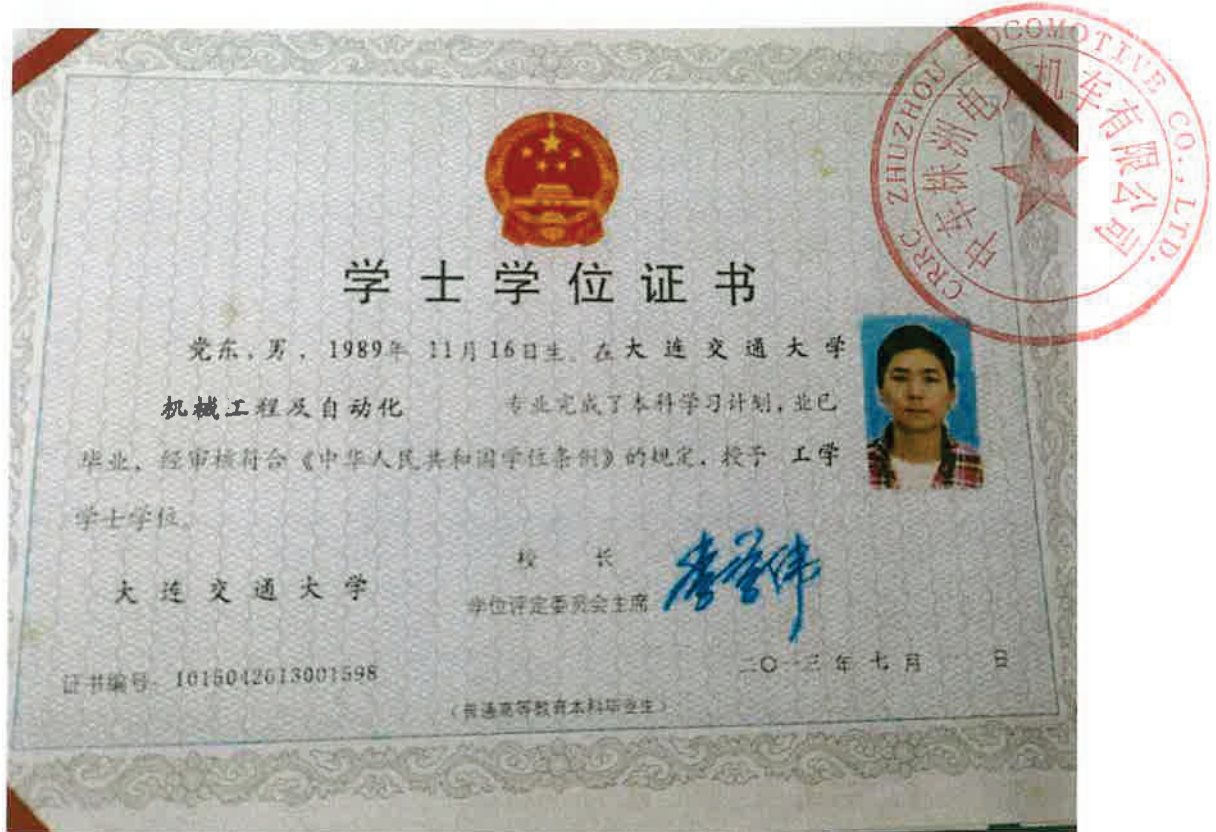 CRRC ZHUZHOU LOCOMOTIVE CO., LTD.
中车株洲电力机车有限公司
学士学位证书
党东，男，1989年 11月16日生。在大连交通大学
机械工程及自动化 专业完成了本科学习计划，业已
毕业，经审核符合《中华人民共和国学位条例》的规定，授予 工学
学士学位。
校 长
大连交通大学
学位评定委员会主席
二〇一三年七月 日
证书编号 1015042013001598
（普通高等教育本科毕业生）